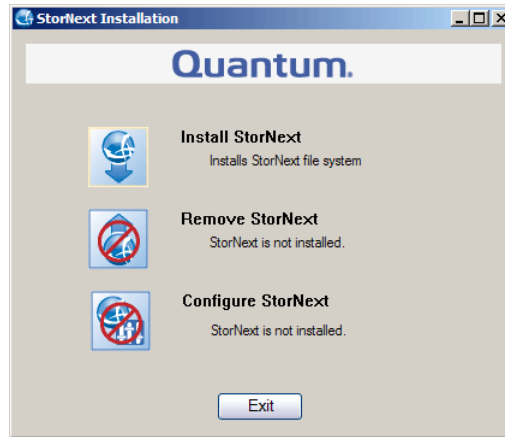 StorNext Installation
Quantum.
Install StorNext
Installs StorNext file system
Remove StorNext
StorNext is not installed.
Configure StorNext
StorNext is not installed.
Exit